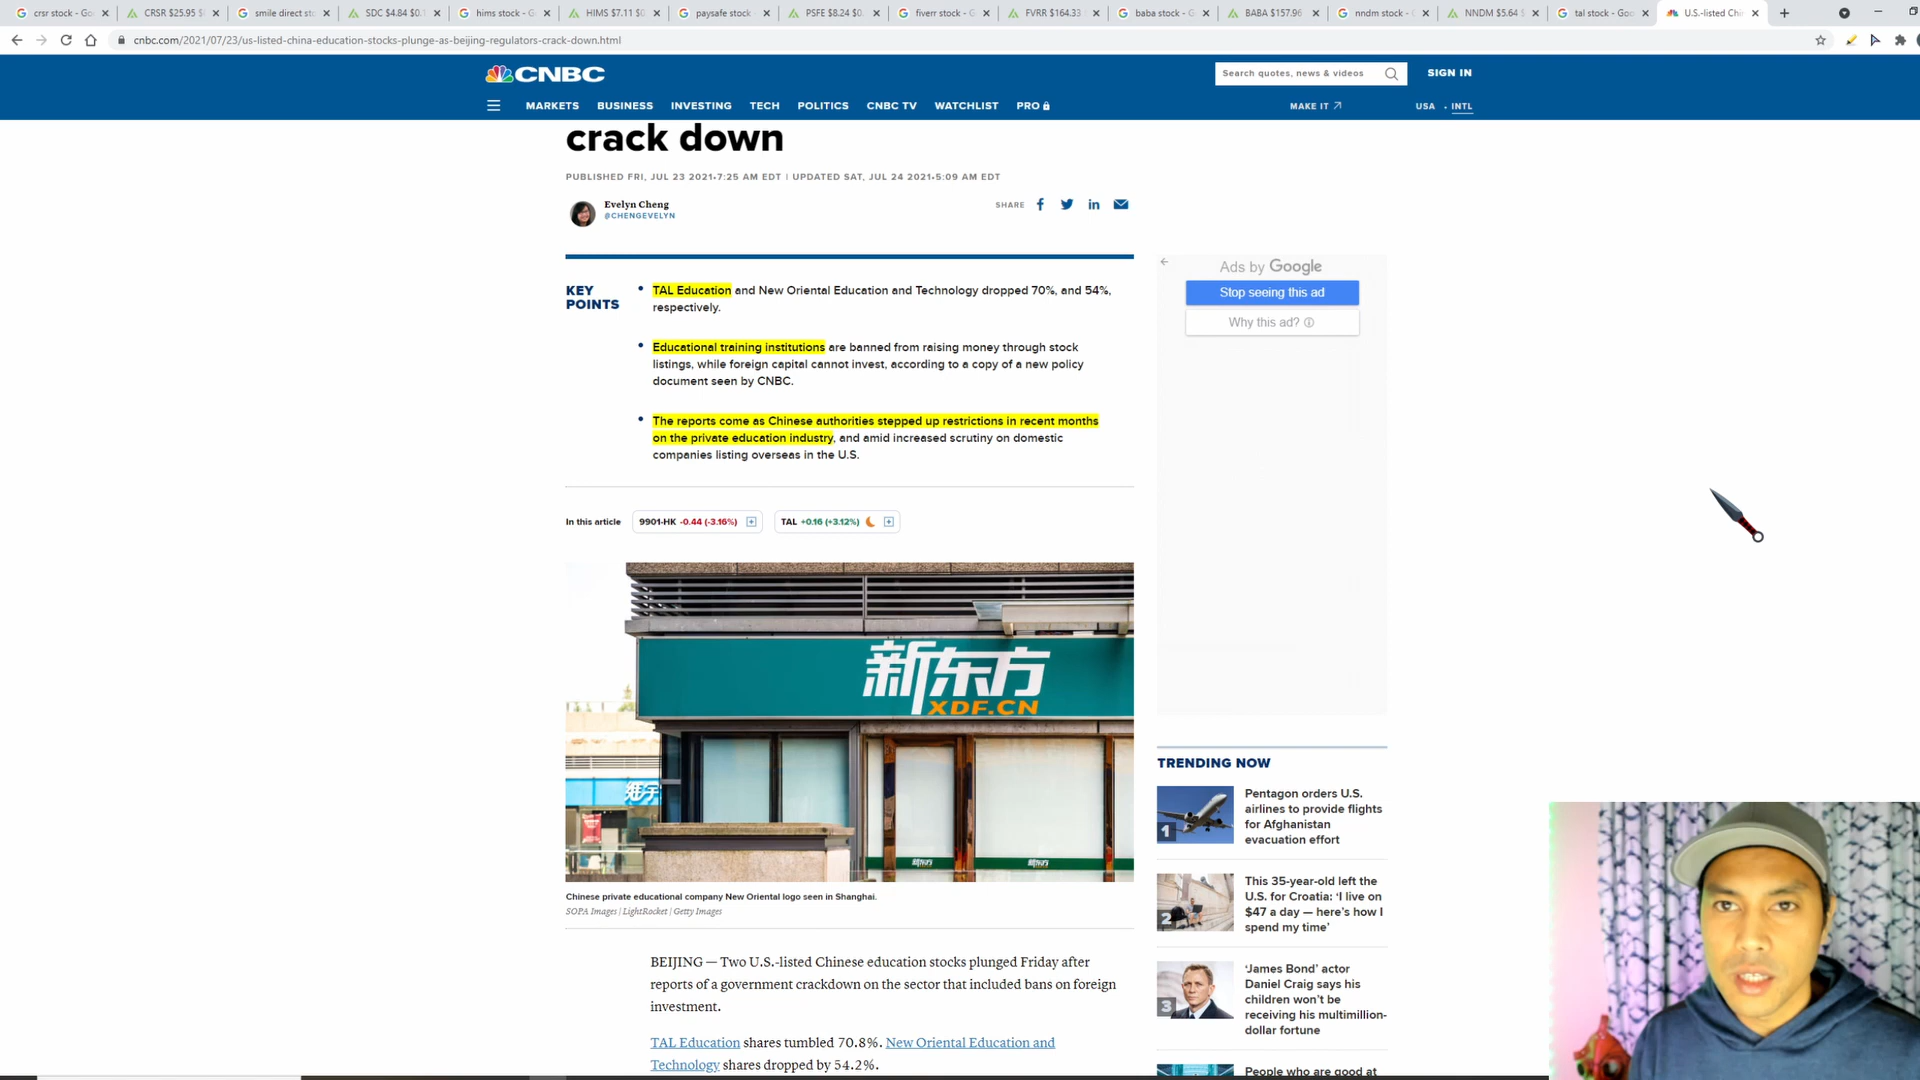 crsr stock - Go
CRSR $25.95
smile direct st
SDC $4.84 $0.
hims stock - G
HIMS $7.11 $0
paysafe stock
PSFE $8.24 $0.
fiverr stock - G
FVRR $164.33
baba stock - G
BABA $157.96
nndm stock -
NNDM $5.64 $
tal stock - Goo
U.S.-listed Chi
cnbc.com/2021/07/23/us-listed-china-education-stocks-plunge-as-beijing-regulators-crack-down.html
CNBC
Search quotes, news & videos
SIGN IN
MARKETS BUSINESS INVESTING TECH POLITICS CNBC TV WATCHLIST PRO
MAKE IT
USA • INTL
crack down
PUBLISHED FRI, JUL 23 2021•7:25 AM EDT | UPDATED SAT, JUL 24 2021•5:09 AM EDT
Evelyn Cheng
@CHENGEVELYN
SHARE
KEY
POINTS
• TAL Education and New Oriental Education and Technology dropped 70%, and 54%,
respectively.
• Educational training institutions are banned from raising money through stock
listings, while foreign capital cannot invest, according to a copy of a new policy
document seen by CNBC.
• The reports come as Chinese authorities stepped up restrictions in recent months
on the private education industry, and amid increased scrutiny on domestic
companies listing overseas in the U.S.
Ads by Google
Stop seeing this ad
Why this ad?
In this article
9901-HK -0.44 (-3.16%)
TAL +0.16 (+3.12%)
新东方
XDF.CN
新东方
新东方
Chinese private educational company New Oriental logo seen in Shanghai.
SOPA Images | LightRocket | Getty Images
BEIJING — Two U.S.-listed Chinese education stocks plunged Friday after
reports of a government crackdown on the sector that included bans on foreign
investment.
TAL Education shares tumbled 70.8%. New Oriental Education and
Technology shares dropped by 54.2%.
TRENDING NOW
1
Pentagon orders U.S.
airlines to provide flights
for Afghanistan
evacuation effort
2
This 35-year-old left the
U.S. for Croatia: ‘I live on
$47 a day — here’s how I
spend my time’
3
‘James Bond’ actor
Daniel Craig says his
children won’t be
receiving his multimillion-
dollar fortune
People who are good at